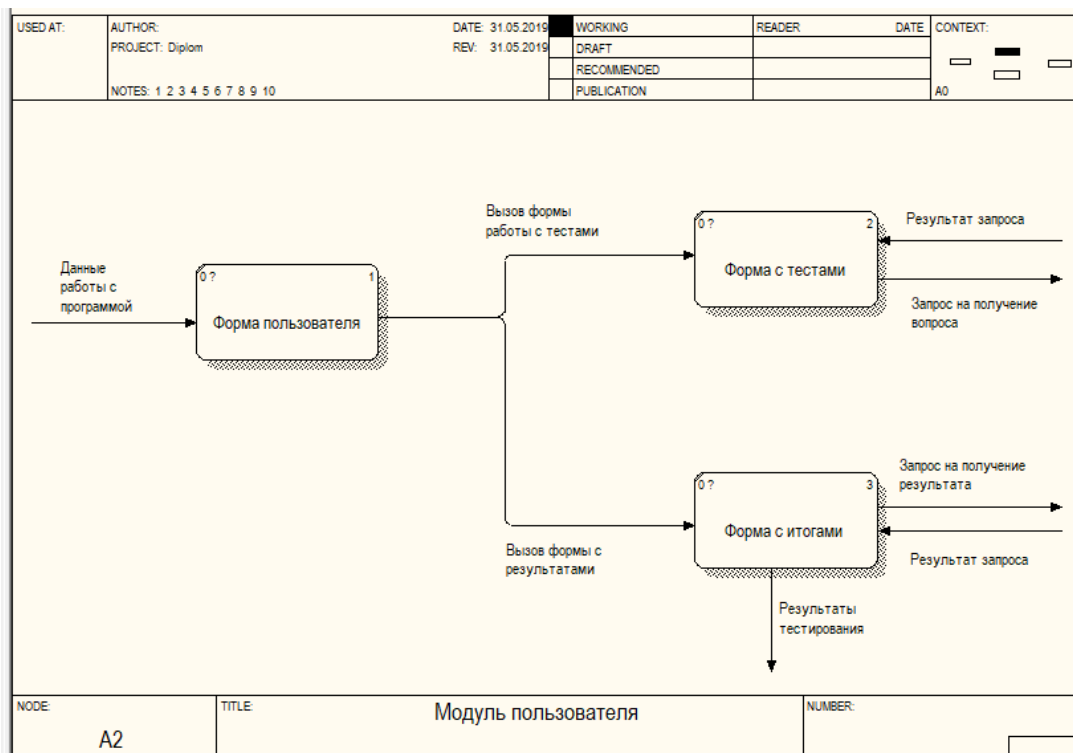 USED AT:
AUTHOR:
DATE: 31.05.2019
WORKING
READER
DATE
CONTEXT:
PROJECT: Diplom
REV: 31.05.2019
DRAFT
RECOMMENDED
NOTES: 1 2 3 4 5 6 7 8 9 10
PUBLICATION
A0
Данные
работы с
программой
0 ?
1
Форма пользователя
Вызов формы
работы с тестами
0 ?
2
Форма с тестами
Результат запроса
Запрос на получение
вопроса
Вызов формы с
результатами
0 ?
3
Форма с итогами
Запрос на получение
результата
Результат запроса
Результаты
тестирования
NODE:
A2
TITLE:
Модуль пользователя
NUMBER: